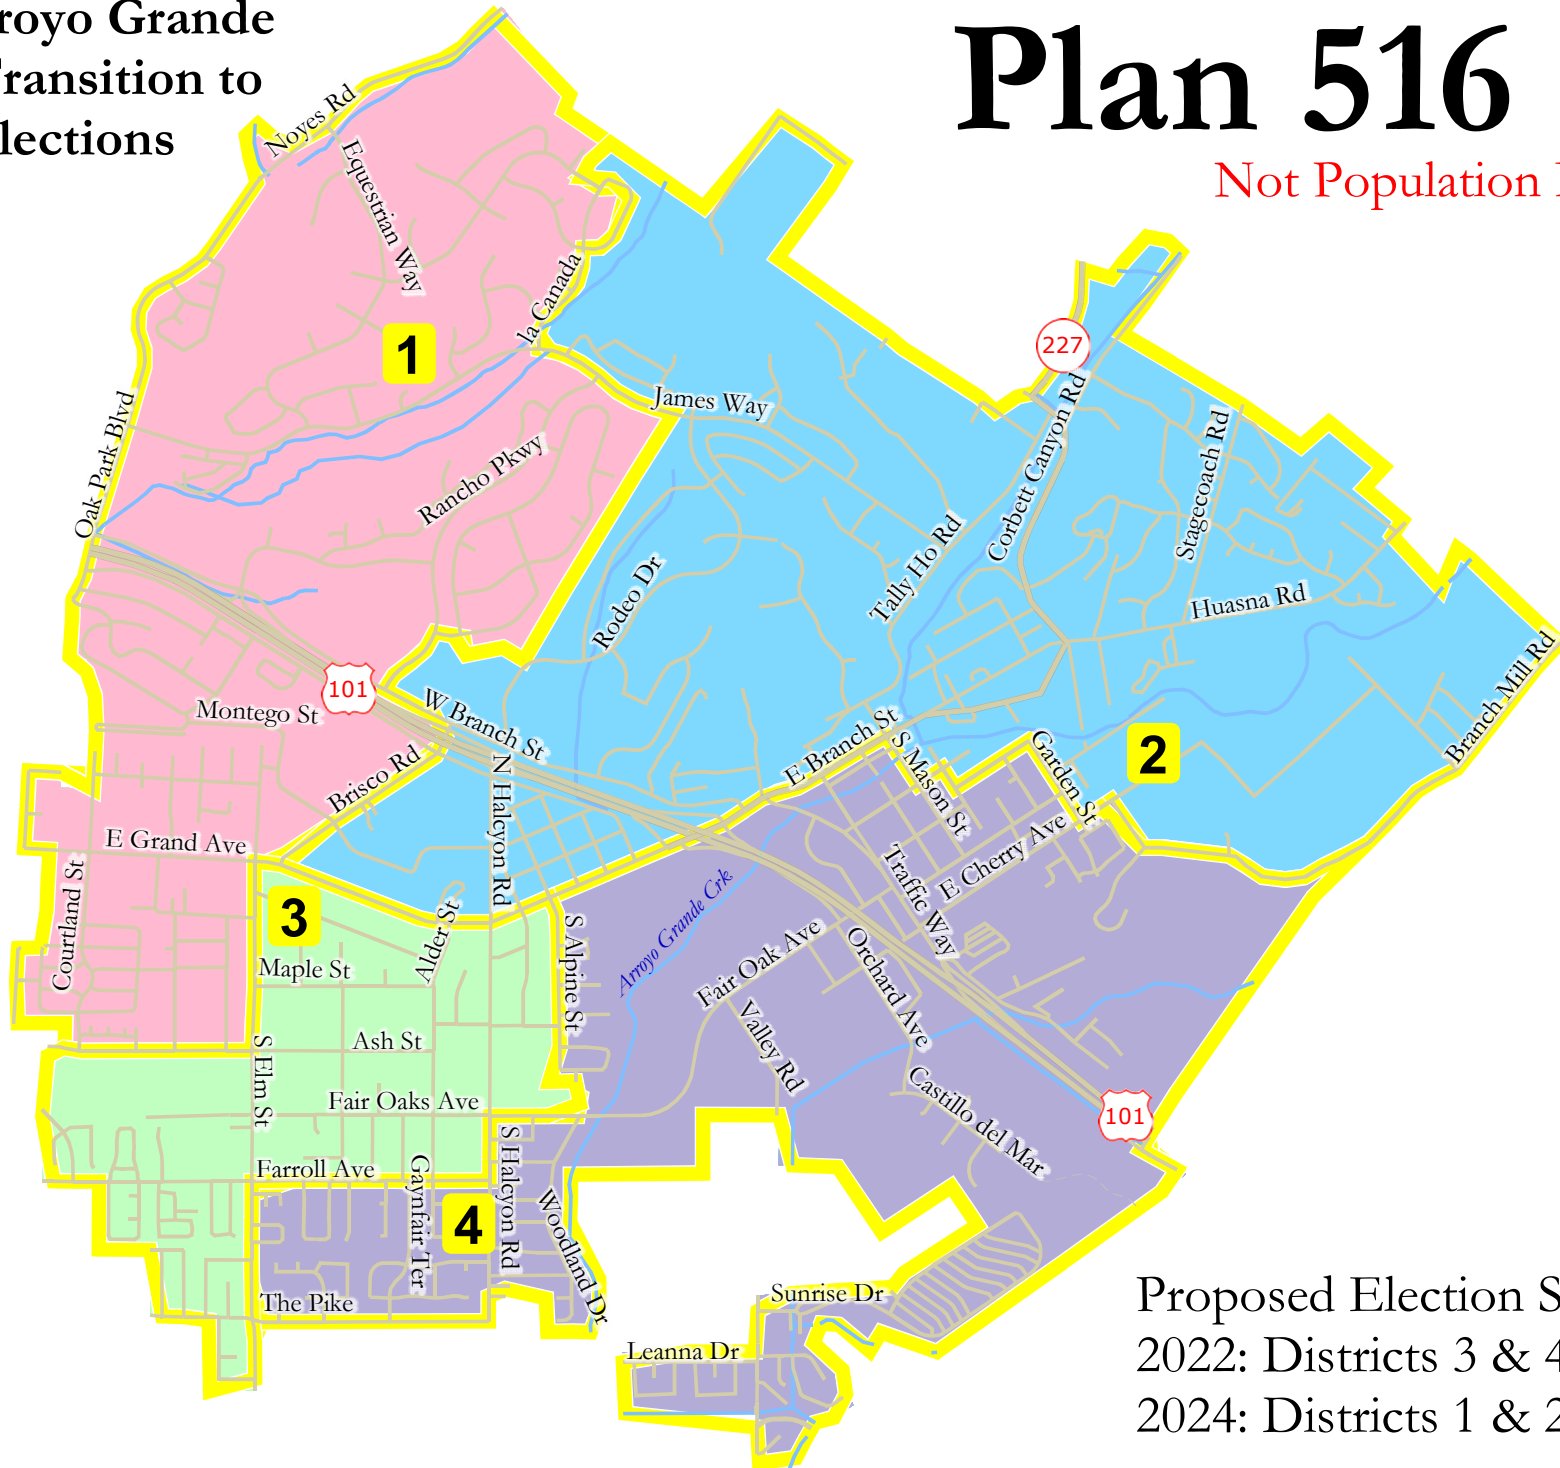 royo Grande
Transition to
lections
Plan 516
Not Population
Noyes Rd
Equestrian Way
la Canada
1
227
James Way
Corbett Canyon Rd
Stagecoach Rd
Oak Park Blvd
Rancho Pkwy
Tally Ho Rd
Rodeo Dr
Huasna Rd
101
W Branch St
Montego St
Branch Mill Rd
E Branch St
S Mason St
Garden St
2
Brisco Rd
N Halcyon Rd
E Grand Ave
E Cherry Ave
Traffic Way
Courtland St
3
Alder St
S Alpine St
Arroyo Grande Crk
Fair Oak Ave
Orchard Ave
Maple St
Valley Rd
Ash St
S Elm St
Fair Oaks Ave
Castillo del Mar
101
Farroll Ave
Gaynfair Ter
4
S Halcyon Rd
Woodland Dr
The Pike
Sunrise Dr
Leanna Dr
Proposed Election S
2022: Districts 3 & 4
2024: Districts 1 & 2